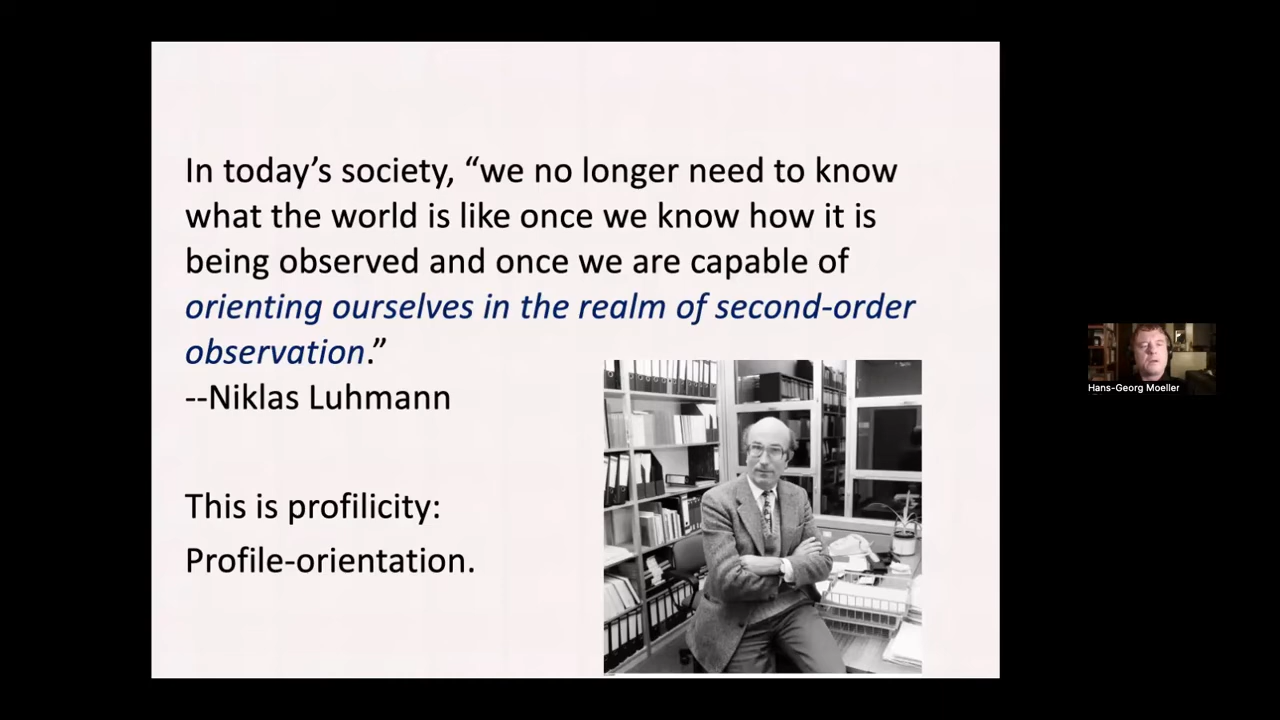 In today’s society, “we no longer need to know
what the world is like once we know how it is
being observed and once we are capable of
orienting ourselves in the realm of second-order
observation.”
--Niklas Luhmann
This is profilicity:
Profile-orientation.
Hans-Georg Moeller